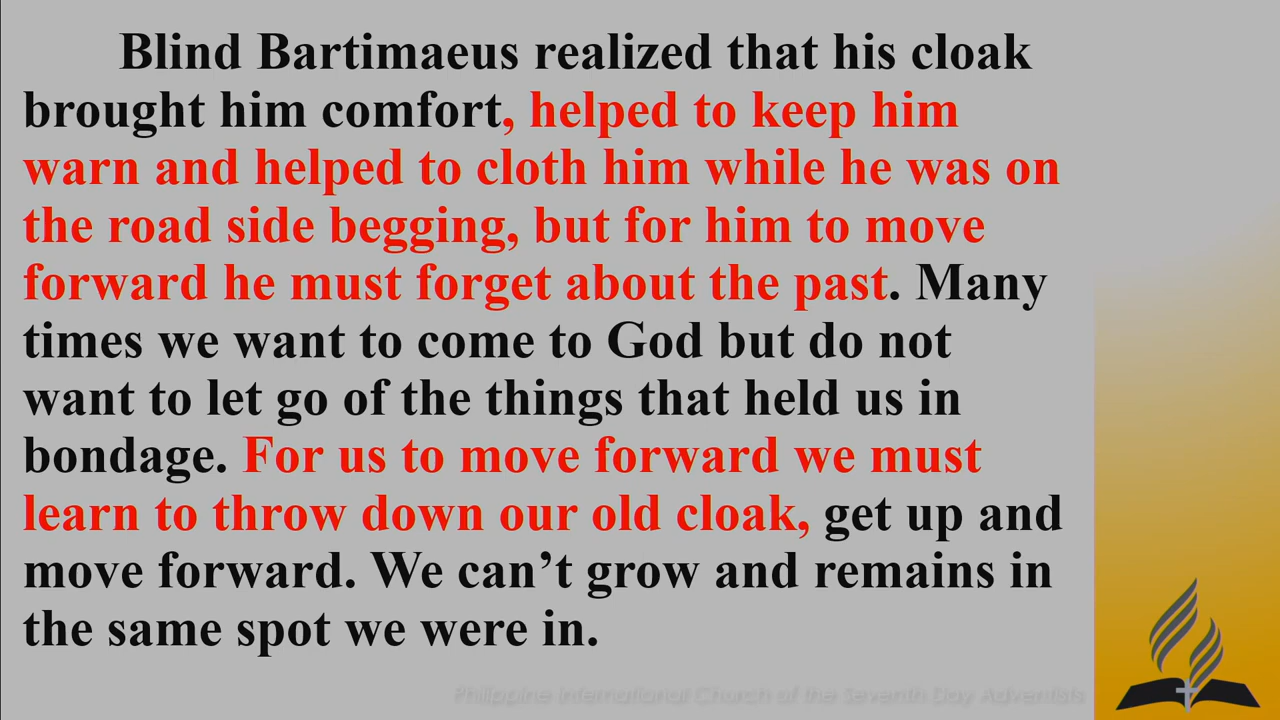 Blind Bartimaeus realized that his cloak
brought him comfort, helped to keep him
warn and helped to cloth him while he was on
the road side begging, but for him to move
forward he must forget about the past. Many
times we want to come to God but do not
want to let go of the things that held us in
bondage. For us to move forward we must
learn to throw down our old cloak, get up and
move forward. We can’t grow and remains in
the same spot we were in.
Philippine International Church of the Seventh Day Adventists